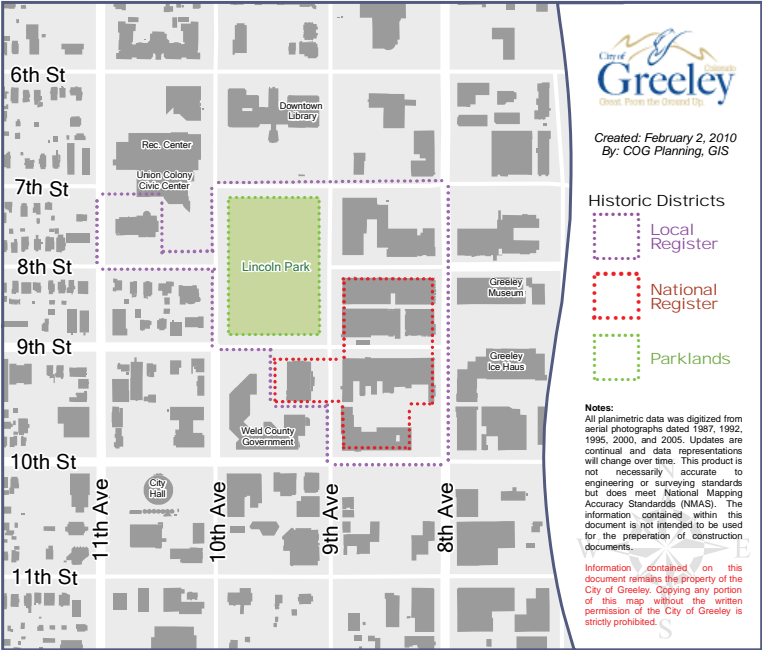 6th St
7th St
8th St
9th St
10th St
11th St
11th Ave
10th Ave
9th Ave
8th Ave
Downtown
Library
Rec. Center
Union Colony
Civic Center
Lincoln Park
Greeley
Museum
Greeley
Ice Haus
Weld County
Government
City
Hall
City of
Greeley
Colorado
Great. From the Ground Up.
Created: February 2, 2010
By: COG Planning, GIS
Historic Districts
Local
Register
National
Register
Parklands
Notes:
All planimetric data was digitized from
aerial photographs dated 1987, 1992,
1995, 2000, and 2005. Updates are
continual and data representations
will change over time. This product is
not necessarily accurate to
engineering or surveying standards
but does meet National Mapping
Accuracy Standards (NMAS). The
information contained within this
document is not intended to be used
for the preperation of construction
documents.
Information contained on this
document remains the property of the
City of Greeley. Copying any portion
of this map without the written
permission of the City of Greeley is
strictly prohibited.
N
W
E
S